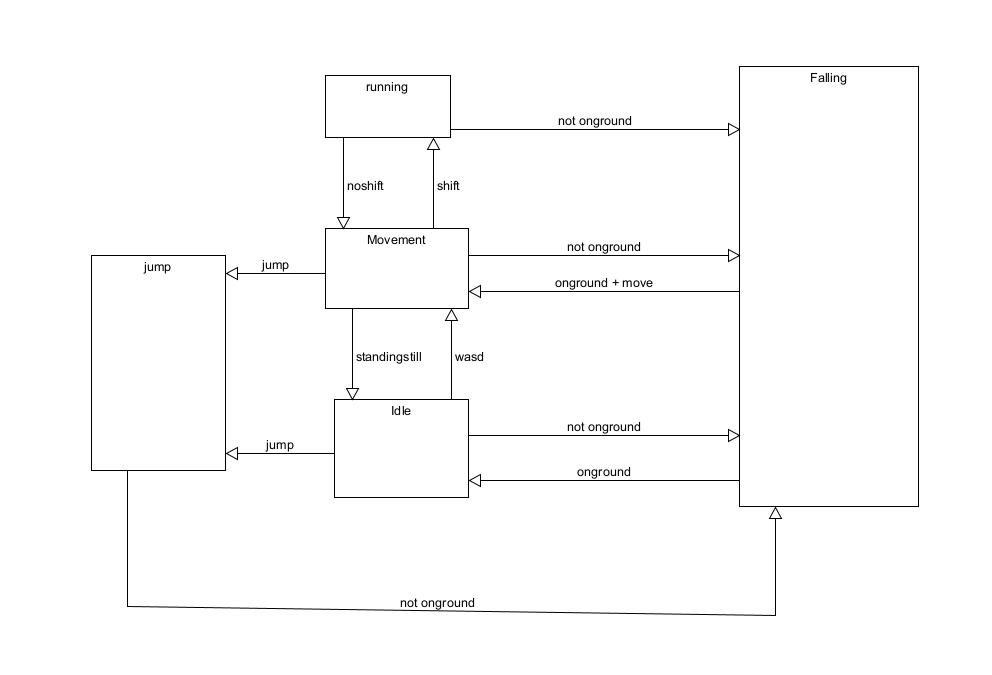 Falling
running
not onground
noshift
shift
Movement
not onground
jump
jump
onground + move
standingstill
wasd
Idle
not onground
jump
onground
not onground